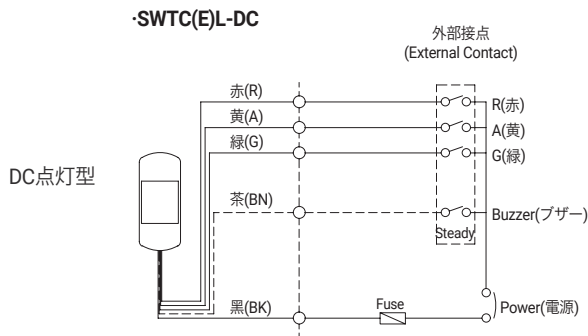 ·SWTC(E)L-DC
外部接点
(External Contact)
赤(R)
R(赤)
黄(A)
A(黄)
緑(G)
G(緑)
DC点灯型
茶(BN)
Buzzer(ブザー)
Steady
黒(BK)
Fuse
Power(電源)